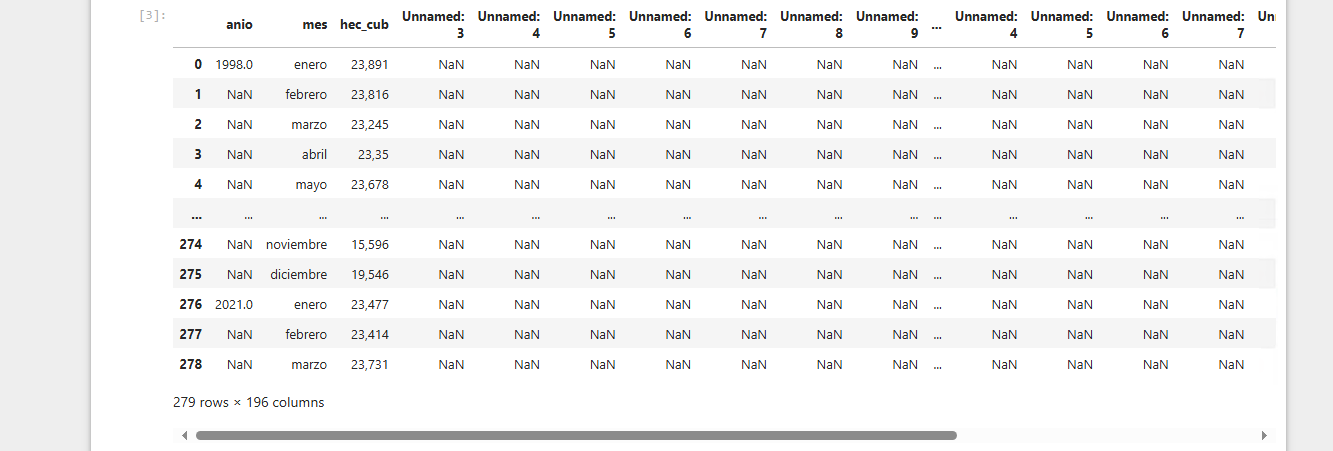 [3]:
anio mes hec_cub Unnamed: 3 Unnamed: 4 Unnamed: 5 Unnamed: 6 Unnamed: 7 Unnamed: 8 Unnamed: 9 ... Unnamed: 4 Unnamed: 5 Unnamed: 6 Unnamed: 7
0 1998.0 enero 23,891 NaN NaN NaN NaN NaN NaN NaN ... NaN NaN NaN NaN
1 NaN febrero 23,816 NaN NaN NaN NaN NaN NaN NaN ... NaN NaN NaN NaN
2 NaN marzo 23,245 NaN NaN NaN NaN NaN NaN NaN ... NaN NaN NaN NaN
3 NaN abril 23,35 NaN NaN NaN NaN NaN NaN NaN ... NaN NaN NaN NaN
4 NaN mayo 23,678 NaN NaN NaN NaN NaN NaN NaN ... NaN NaN NaN NaN
... ... ... ... ... ... ... ... ... ... ... ... ... ... ... ...
274 NaN noviembre 15,596 NaN NaN NaN NaN NaN NaN NaN ... NaN NaN NaN NaN
275 NaN diciembre 19,546 NaN NaN NaN NaN NaN NaN NaN ... NaN NaN NaN NaN
276 2021.0 enero 23,477 NaN NaN NaN NaN NaN NaN NaN ... NaN NaN NaN NaN
277 NaN febrero 23,414 NaN NaN NaN NaN NaN NaN NaN ... NaN NaN NaN NaN
278 NaN marzo 23,731 NaN NaN NaN NaN NaN NaN NaN ... NaN NaN NaN NaN
279 rows × 196 columns